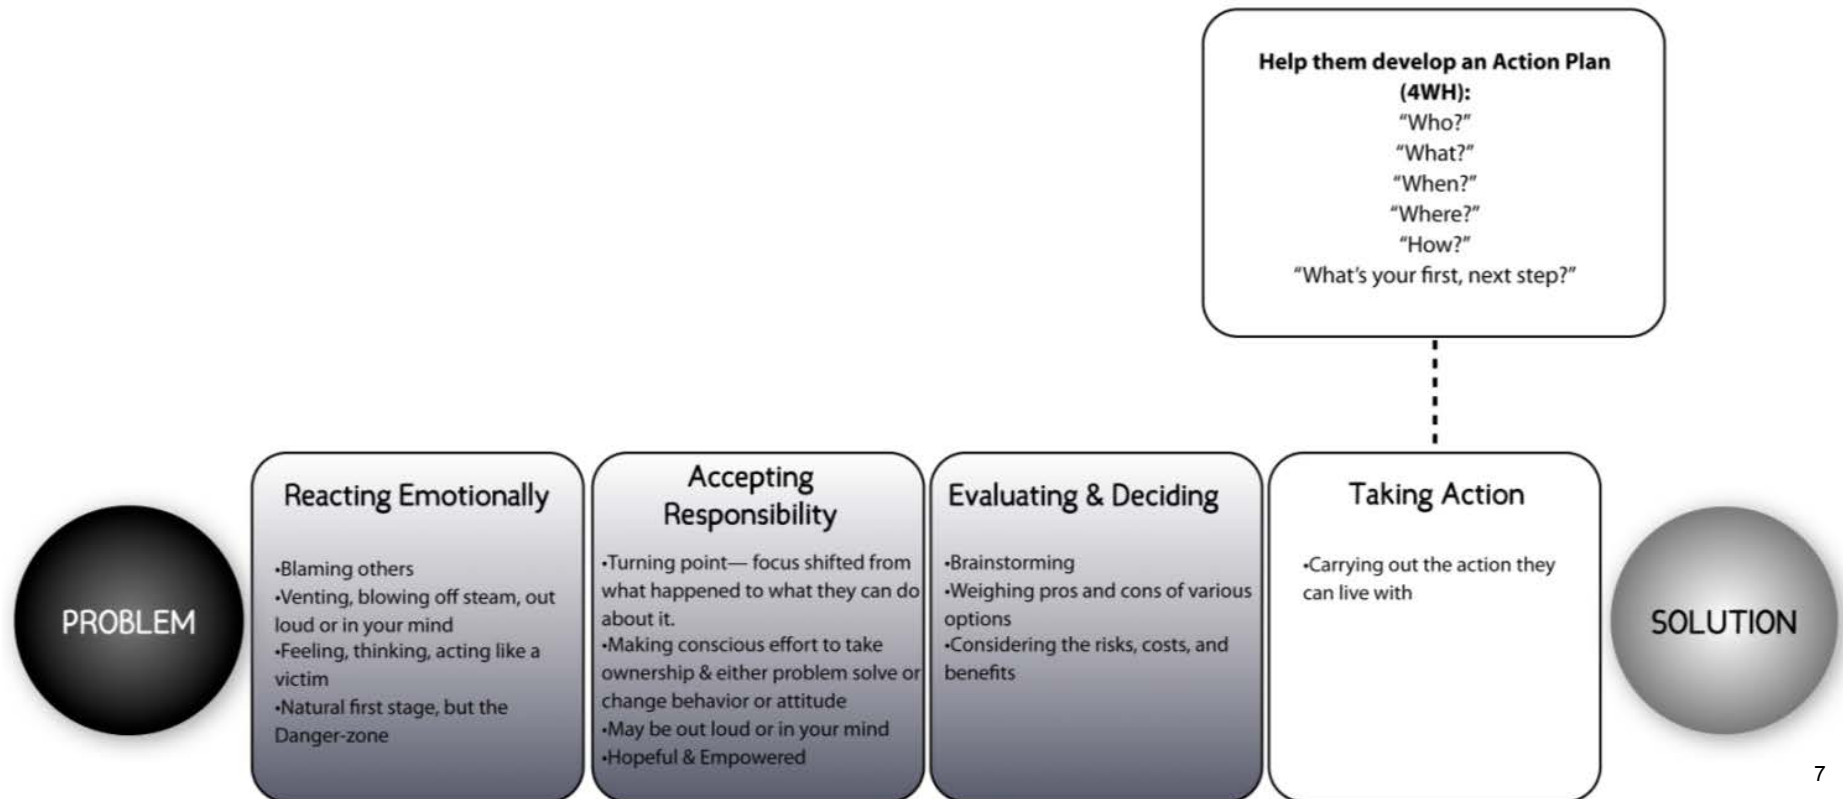 Help them develop an Action Plan
(4WH):
“Who?”
“What?”
“When?”
“Where?”
“How?”
“What’s your first, next step?”
PROBLEM
Reacting Emotionally
•Blaming others
•Venting, blowing off steam, out
loud or in your mind
•Feeling, thinking, acting like a
victim
•Natural first stage, but the
Danger-zone
Accepting
Responsibility
•Turning point— focus shifted from
what happened to what they can do
about it.
•Making conscious effort to take
ownership & either problem solve or
change behavior or attitude
•May be out loud or in your mind
•Hopeful & Empowered
Evaluating & Deciding
•Brainstorming
•Weighing pros and cons of various
options
•Considering the risks, costs, and
benefits
Taking Action
•Carrying out the action they
can live with
SOLUTION
7